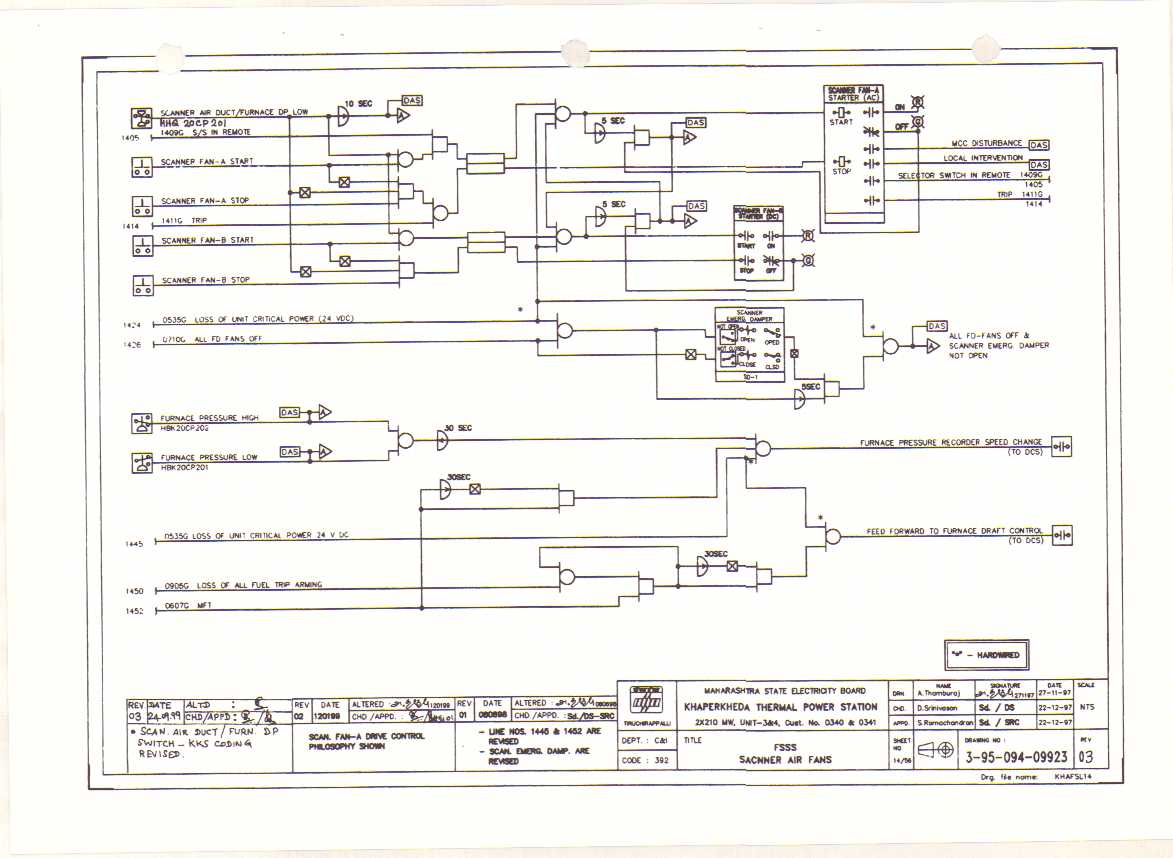 SCANNER AIR DUCT/FURNACE DP LOW
HHQ 20CP201
10 SEC
DAS
A
1405
1409G S/S IN REMOTE
SCANNER FAN-A START
SCANNER FAN-A STOP
1414
1411G TRIP
SCANNER FAN-B START
SCANNER FAN-B STOP
5 SEC
DAS
A
5 SEC
DAS
A
SCANNER FAN-A
STARTER (AC)
START
STOP
ON
R
OFF
G
MCC DISTURBANCE DAS
LOCAL INTERVENTION
DAS
SELECTOR SWITCH IN REMOTE 1409G
1405
TRIP 1411G
1414
SCANNER FAN-B
STARTER (DC)
START ON
R
STOP OFF
G
1424
0535G LOSS OF UNIT CRITICAL POWER (24 VDC)
*
1426
0710G ALL FD FANS OFF
SCANNER
EMERG. DAMPER
NOT OPEN
OPEN OPED
NOT CLOSED
CLOSE CLSD
SD-1
5SEC
*
DAS
A
ALL FD-FANS OFF &
SCANNER EMERG. DAMPER
NOT OPEN
FURNACE PRESSURE HIGH
HBK20CP202
DAS
A
FURNACE PRESSURE LOW
HBK20CP201
DAS
A
30 SEC
FURNACE PRESSURE RECORDER SPEED CHANGE
(TO DCS)
*
30SEC
1445
0535G LOSS OF UNIT CRITICAL POWER 24 V DC
*
FEED FORWARD TO FURNACE DRAFT CONTROL
(TO DCS)
30SEC
1450
0906G LOSS OF ALL FUEL TRIP ARMING
1452
0607G MFT
"*" - HARDWIRED
REV DATE ALTD :
03 24.09.99 CHD/APPD :
* SCAN. AIR DUCT/ FURN. DP
SWITCH - KKS CODING
REVISED.
REV DATE ALTERED : 120199
02 120199 CHD /APPD. :
SCAN. FAN-A DRIVE CONTROL
PHILOSOPHY SHOWN
REV DATE ALTERED : 080898
01 080898 CHD /APPD. : Sd./DS-SRC
- LINE NOS. 1445 & 1452 ARE
REVISED
- SCAN. EMERG. DAMP. ARE
REVISED
TIRUCHIRAPPALLI
DEPT. : C&I
CODE : 392
MAHARASHTRA STATE ELECTRICITY BOARD
KHAPERKHEDA THERMAL POWER STATION
2X210 MW, UNIT-3&4, Cust. No. 0340 & 0341
TITLE
FSSS
SACNNER AIR FANS
NAME SIGNATURE DATE SCALE
DRN. A.Thamburaj 271197 27-11-97
CHD. D.Srinivasan Sd. / DS 22-12-97 NTS
APPD. S.Ramachandran Sd. / SRC 22-12-97
SHEET
NO
14/56
DRAWING NO :
3-95-094-09923
REV
03
Drg. file name: KHAFSL14